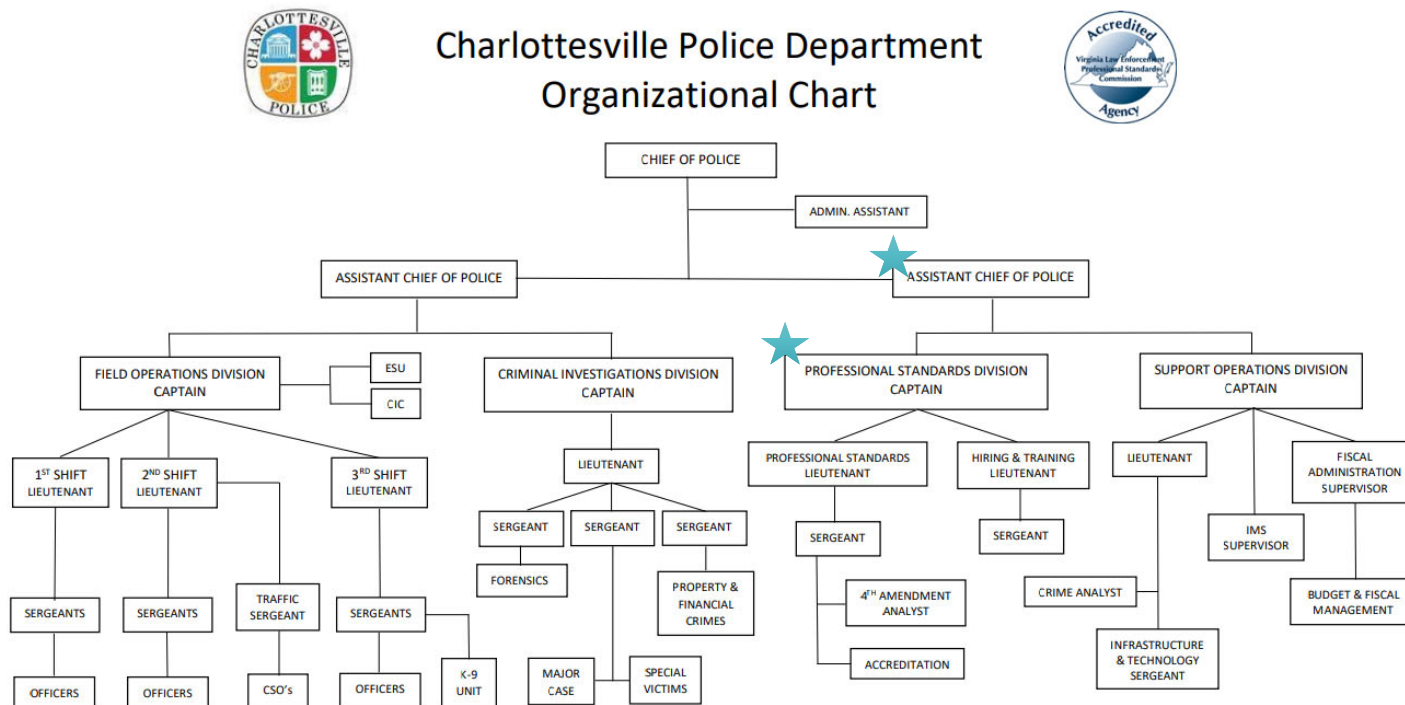 CHARLOTTESVILLE
POLICE
Charlottesville Police Department
Organizational Chart
Accredited
Virginia Law Enforcement
Professional Standards
Commission
Agency
CHIEF OF POLICE
ADMIN. ASSISTANT
ASSISTANT CHIEF OF POLICE
ASSISTANT CHIEF OF POLICE
FIELD OPERATIONS DIVISION
CAPTAIN
ESU
CIC
CRIMINAL INVESTIGATIONS DIVISION
CAPTAIN
PROFESSIONAL STANDARDS DIVISION
CAPTAIN
SUPPORT OPERATIONS DIVISION
CAPTAIN
1ST SHIFT
LIEUTENANT
2ND SHIFT
LIEUTENANT
3RD SHIFT
LIEUTENANT
LIEUTENANT
PROFESSIONAL STANDARDS
LIEUTENANT
HIRING & TRAINING
LIEUTENANT
LIEUTENANT
FISCAL
ADMINISTRATION
SUPERVISOR
SERGEANT
SERGEANT
SERGEANT
SERGEANT
SERGEANT
IMS
SUPERVISOR
FORENSICS
PROPERTY &
FINANCIAL
CRIMES
4TH AMENDMENT
ANALYST
CRIME ANALYST
BUDGET & FISCAL
MANAGEMENT
SERGEANTS
SERGEANTS
TRAFFIC
SERGEANT
SERGEANTS
ACCREDITATION
INFRASTRUCTURE
& TECHNOLOGY
SERGEANT
OFFICERS
OFFICERS
CSO's
OFFICERS
K-9
UNIT
MAJOR
CASE
SPECIAL
VICTIMS